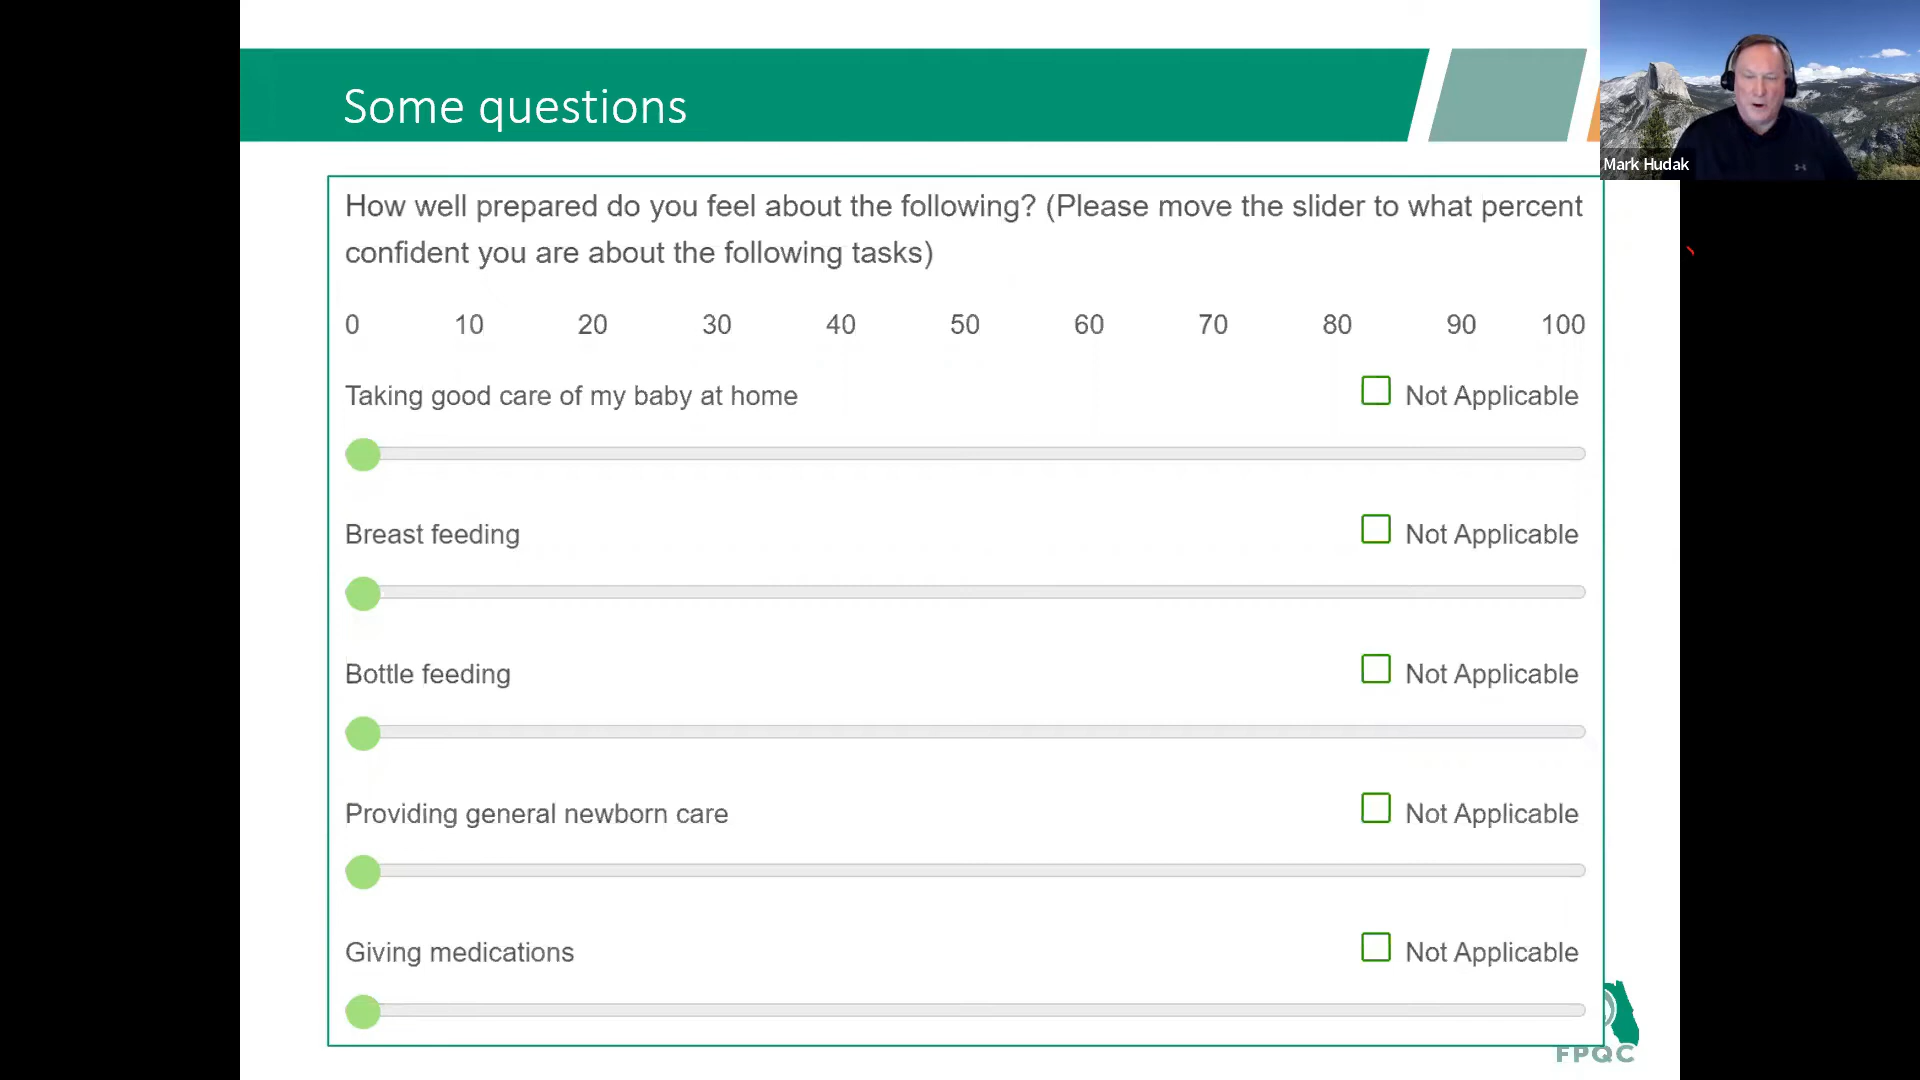 Some questions
Mark Hudak
How well prepared do you feel about the following? (Please move the slider to what percent
confident you are about the following tasks)
0 10 20 30 40 50 60 70 80 90 100
Taking good care of my baby at home Not Applicable
Breast feeding Not Applicable
Bottle feeding Not Applicable
Providing general newborn care Not Applicable
Giving medications Not Applicable
FPQC